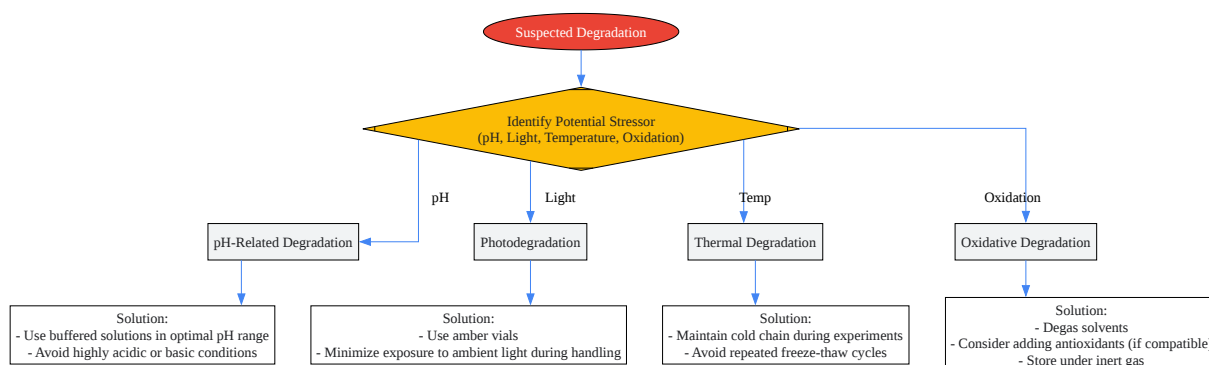 Suspected Degradation
Identify Potential Stressor
(pH, Light, Temperature, Oxidation)
pH
Light
Temp
Oxidation
pH-Related Degradation
Photodegradation
Thermal Degradation
Oxidative Degradation
Solution:
- Use buffered solutions in optimal pH range
- Avoid highly acidic or basic conditions
Solution:
- Use amber vials
- Minimize exposure to ambient light during handling
Solution:
- Maintain cold chain during experiments
- Avoid repeated freeze-thaw cycles
Solution:
- Degas solvents
- Consider adding antioxidants (if compatible)
- Store under inert gas